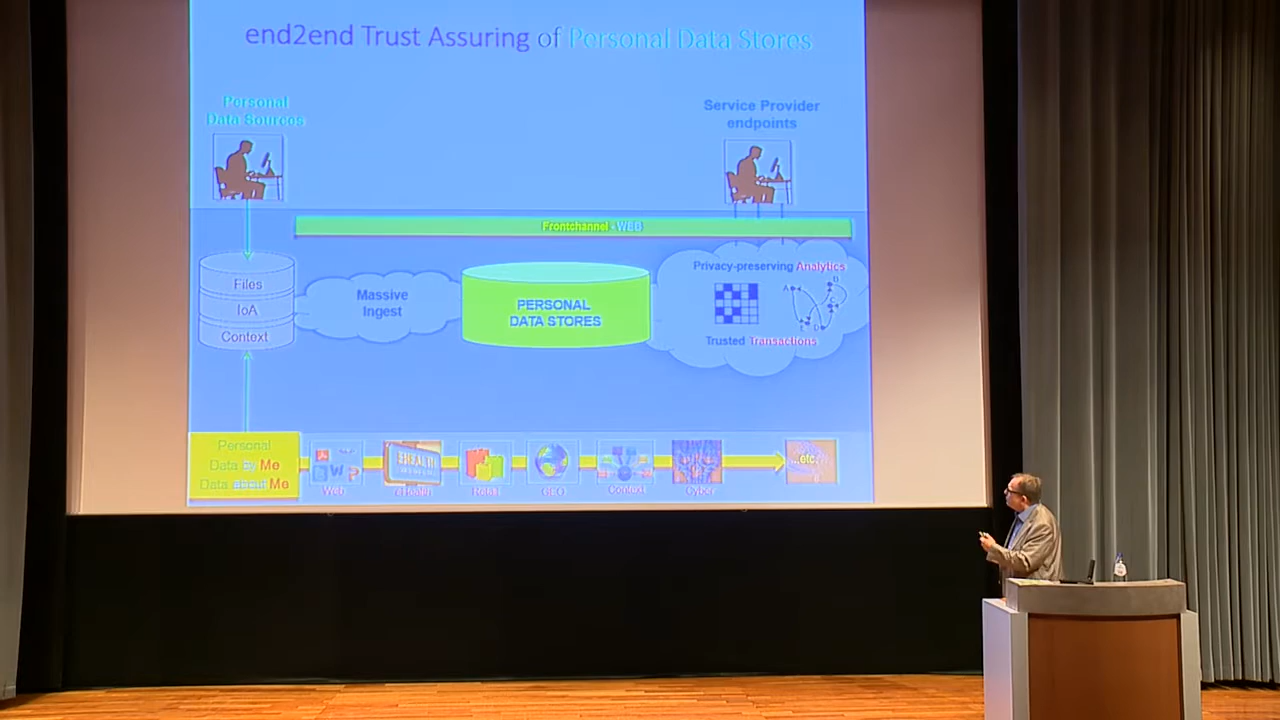 end2end Trust Assuring of Personal Data Stores
Personal
Data Sources
Service Provider
endpoints
Frontchannel - WEB
Files
IoA
Context
Massive
Ingest
PERSONAL
DATA STORES
Privacy-preserving Analytics
Trusted Transactions
Personal
Data by Me
Data about Me
Web
eHealth
Retail
GEO
Context
Cyber
...etc...